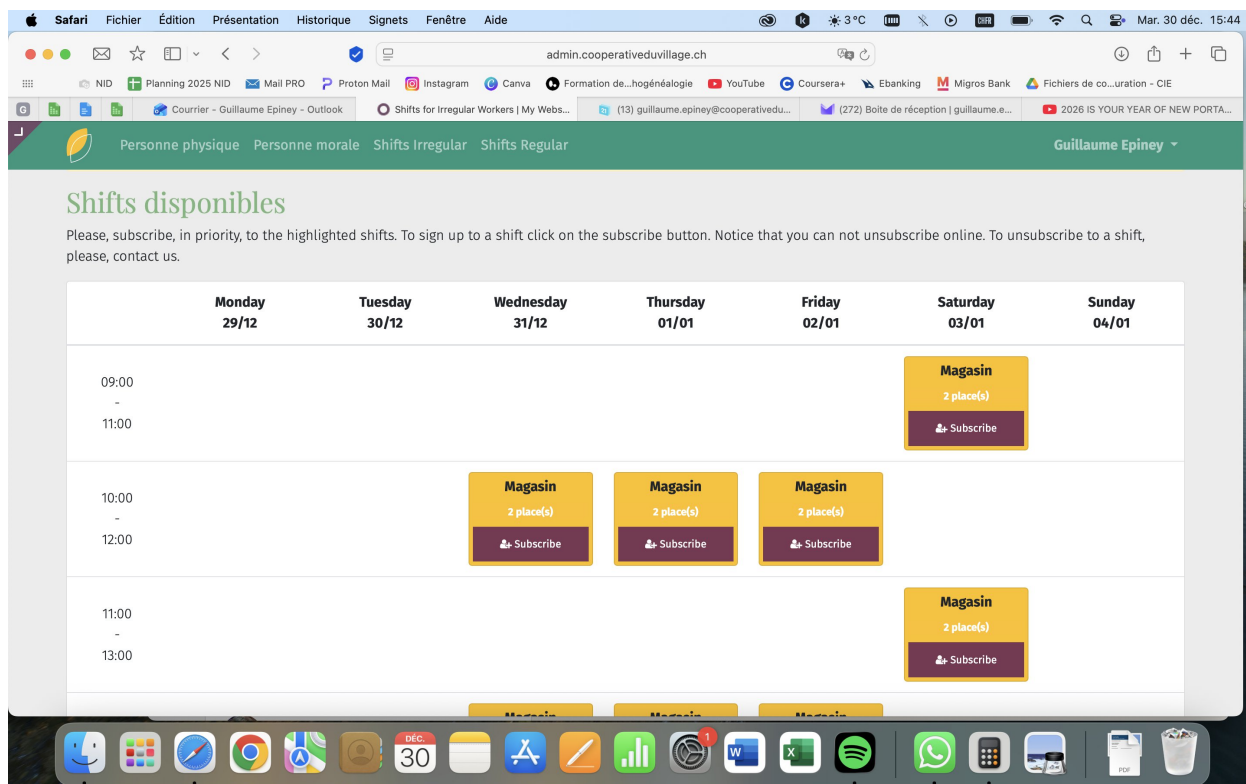 Safari Fichier Édition Présentation Historique Signets Fenêtre Aide 3°C CHFR Mar. 30 déc. 15:44
admin.cooperativeduvillage.ch
NID Planning 2025 NID Mail PRO Proton Mail Instagram Canva Formation de...hogénéalogie YouTube Coursera+ Ebanking Migros Bank Fichiers de co...uration - CIE
G Courrier – Guillaume Epiney – Outlook Shifts for Irregular Workers | My Webs... (13) guillaume.epiney@cooperativedu... (272) Boite de réception | guillaume.e... 2026 IS YOUR YEAR OF NEW PORTA...
Personne physique Personne morale Shifts Irregular Shifts Regular Guillaume Epiney
Shifts disponibles
Please, subscribe, in priority, to the highlighted shifts. To sign up to a shift click on the subscribe button. Notice that you can not unsubscribe online. To unsubscribe to a shift,
please, contact us.
Monday Tuesday Wednesday Thursday Friday Saturday Sunday
29/12 30/12 31/12 01/01 02/01 03/01 04/01
09:00
-
11:00
Magasin
2 place(s)
Subscribe
10:00
-
12:00
Magasin Magasin Magasin
2 place(s) 2 place(s) 2 place(s)
Subscribe Subscribe Subscribe
11:00
-
13:00
Magasin
2 place(s)
Subscribe
Magasin Magasin Magasin
DÉC.
30
1
W
X
PDF